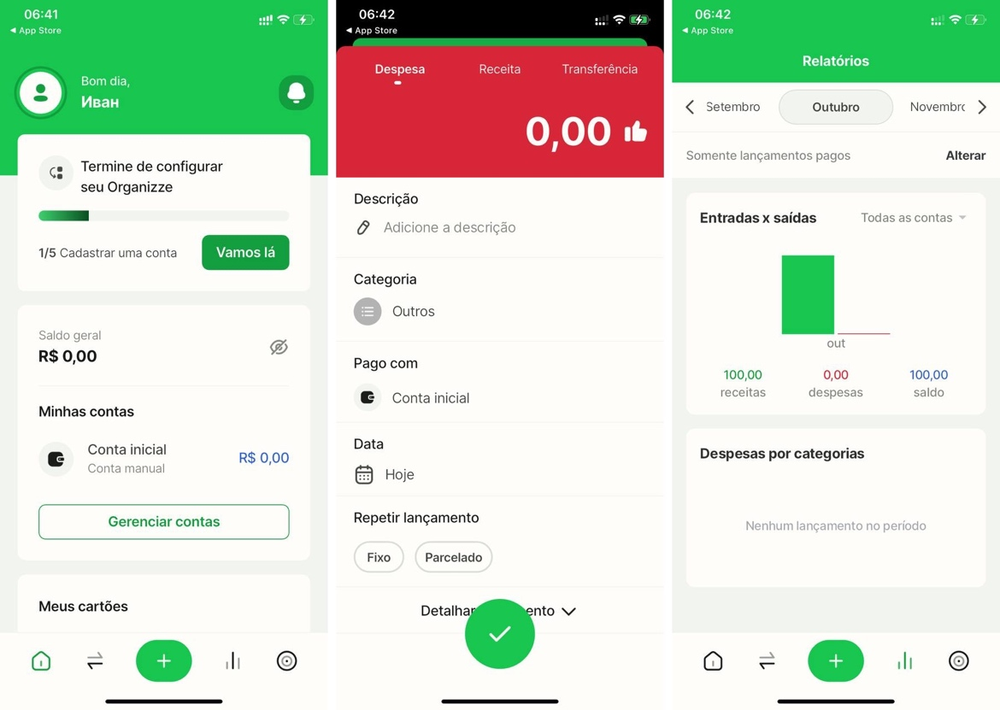 06:41
◂ App Store
Bom dia,
Иван
Termine de configurar
seu Organizze
1/5 Cadastrar uma conta
Vamos lá
Saldo geral
R$ 0,00
Minhas contas
Conta inicial
R$ 0,00
Conta manual
Gerenciar contas
Meus cartões
06:42
◂ App Store
Despesa
Receita
Transferência
0,00
Descrição
Adicione a descrição
Categoria
Outros
Pago com
Conta inicial
Data
Hoje
Repetir lançamento
Fixo
Parcelado
Detalhar ento
06:42
◂ App Store
Relatórios
Setembro
Outubro
Novembro
Somente lançamentos pagos
Alterar
Entradas x saídas
Todas as contas
out
100,00
0,00
100,00
receitas
despesas
saldo
Despesas por categorias
Nenhum lançamento no período